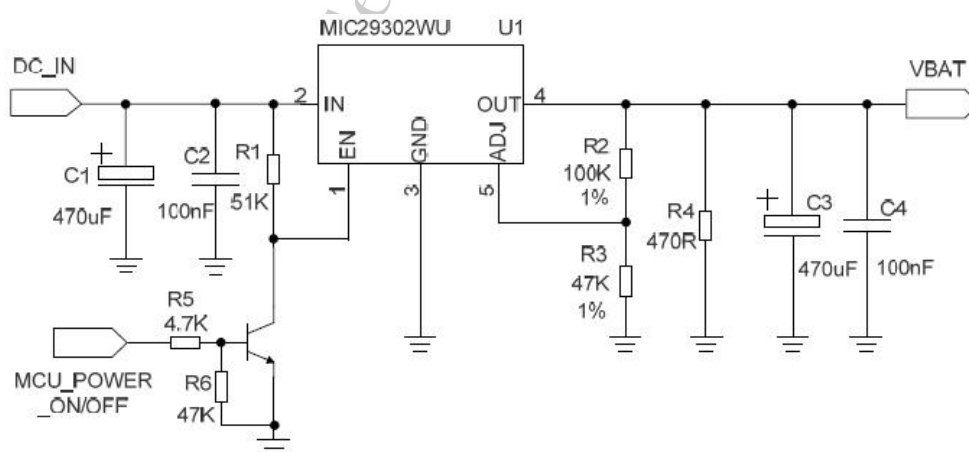 MIC29302WU U1
DC_IN
VBAT
2 IN
OUT 4
EN
GND
ADJ
1
3
5
C1
470uF
C2
100nF
R1
51K
R2
100K
1%
R3
47K
1%
R4
470R
C3
470uF
C4
100nF
R5
4.7K
MCU_POWER
_ON/OFF
R6
47K